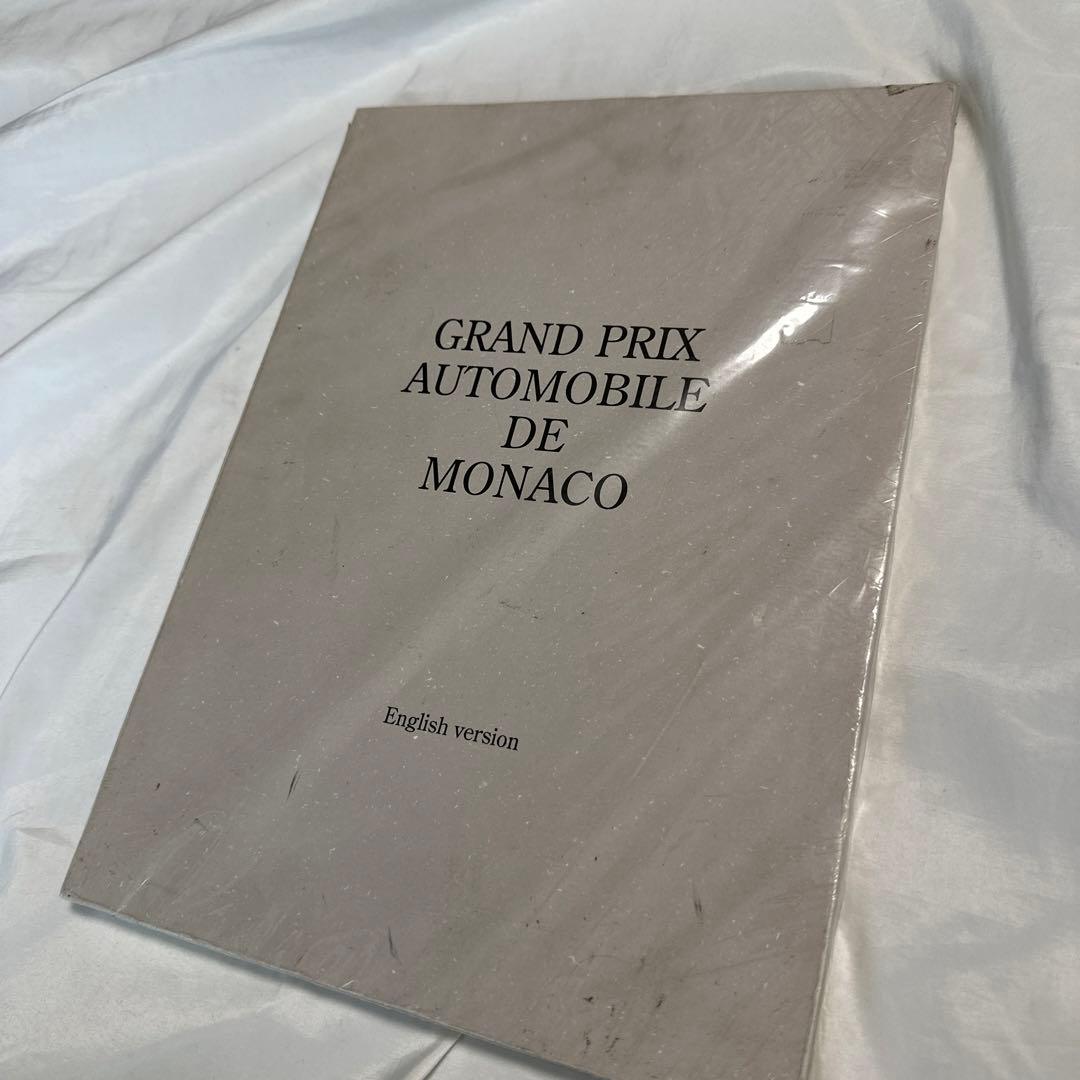 GRAND PRIX
AUTOMOBILE
DE
MONACO
English version